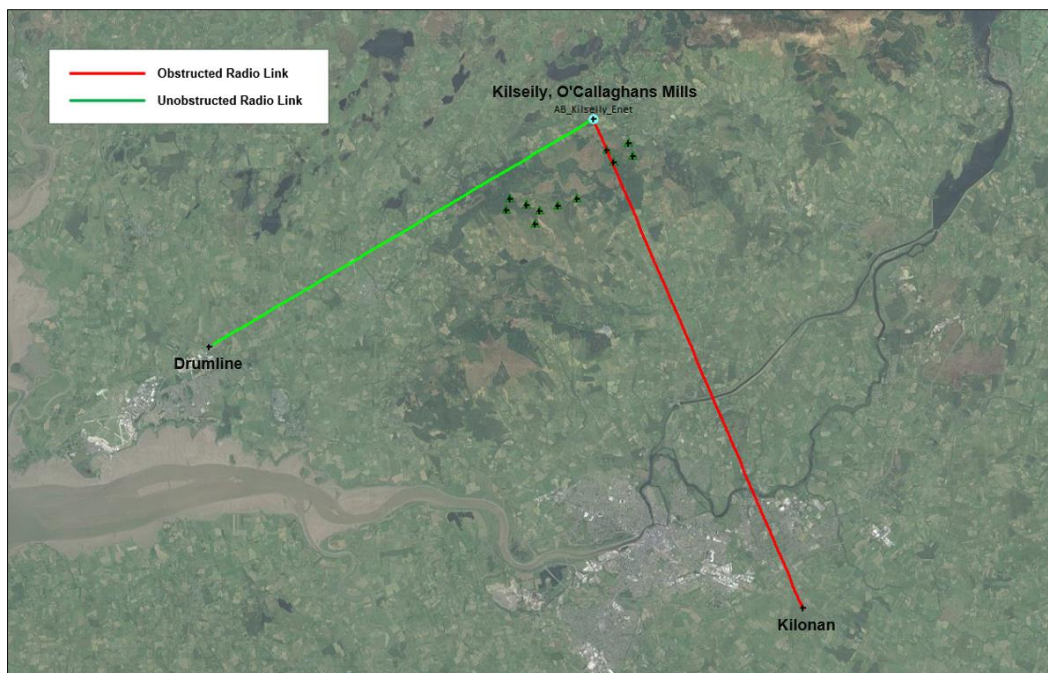 Obstructed Radio Link
Unobstructed Radio Link
Kilseily, O'Callaghans Mills
AB_Kilseily_Enet
Drumline
Kilonan